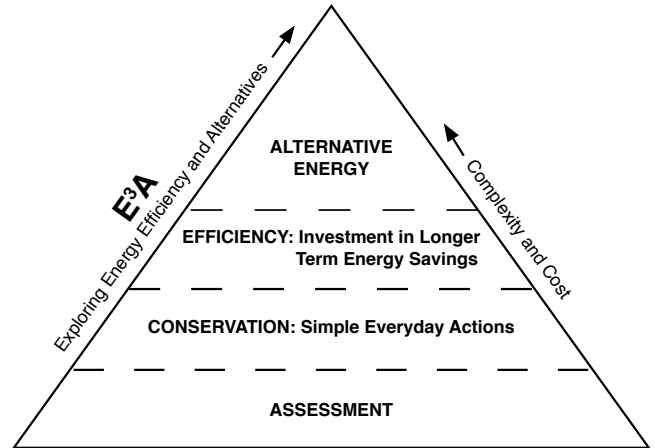 E³A
Exploring Energy Efficiency and Alternatives
Complexity and Cost
ALTERNATIVE
ENERGY
EFFICIENCY: Investment in Longer
Term Energy Savings
CONSERVATION: Simple Everyday Actions
ASSESSMENT